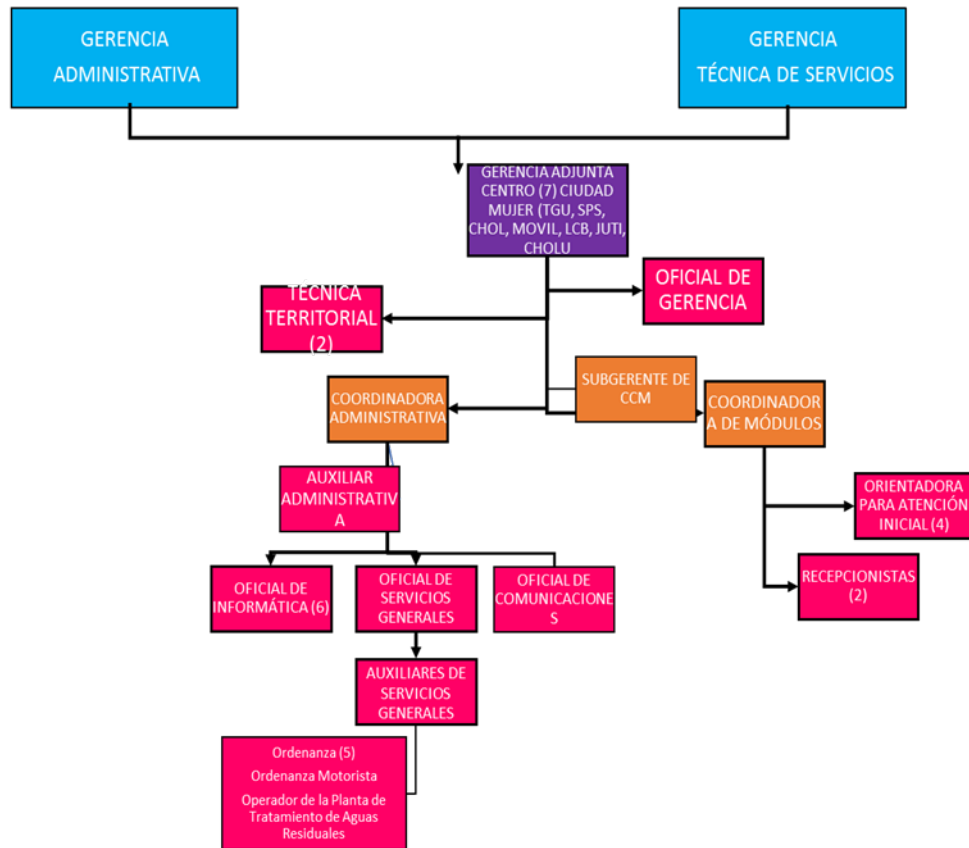 GERENCIA
ADMINISTRATIVA
GERENCIA
TÉCNICA DE SERVICIOS
GERENCIA ADJUNTA
CENTRO (7) CIUDAD
MUJER (TGU, SPS,
CHOL, MOVIL, LCB, JUTI,
CHOLU
OFICIAL DE
GERENCIA
TÉCNICA
TERRITORIAL
(2)
SUBGERENTE DE
CCM
COORDINADORA
ADMINISTRATIVA
COORDINADOR
A DE MÓDULOS
AUXILIAR
ADMINISTRATIV
A
ORIENTADORA
PARA ATENCIÓN
INICIAL (4)
OFICIAL DE
INFORMÁTICA (6)
OFICIAL DE
SERVICIOS
GENERALES
OFICIAL DE
COMUNICACIONE
S
RECEPCIONISTAS
(2)
AUXILIARES DE
SERVICIOS
GENERALES
Ordenanza (5)
Ordenanza Motorista
Operador de la Planta de
Tratamiento de Aguas
Residuales